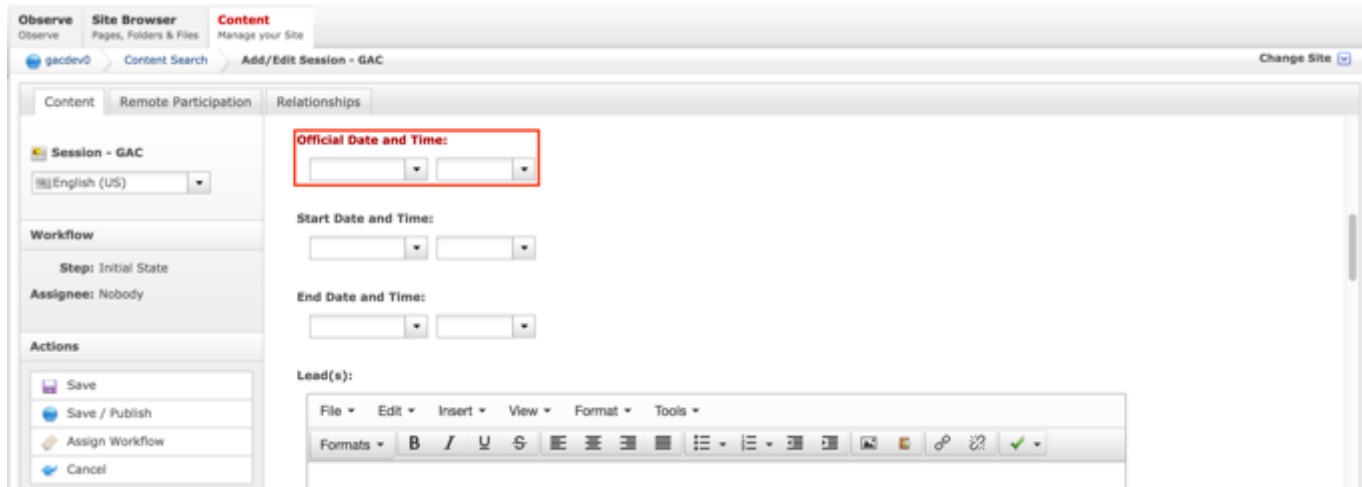 Observe Site Browser Content
Observe Pages, Folders & Files Manage your Site
gacdev0 Content Search Add/Edit Session - GAC Change Site
Content Remote Participation Relationships
Session - GAC
English (US)
Workflow
Step: Initial State
Assignee: Nobody
Actions
Save
Save / Publish
Assign Workflow
Cancel
Official Date and Time:
Start Date and Time:
End Date and Time:
Lead(s):
File Edit Insert View Format Tools
Formats B I U S